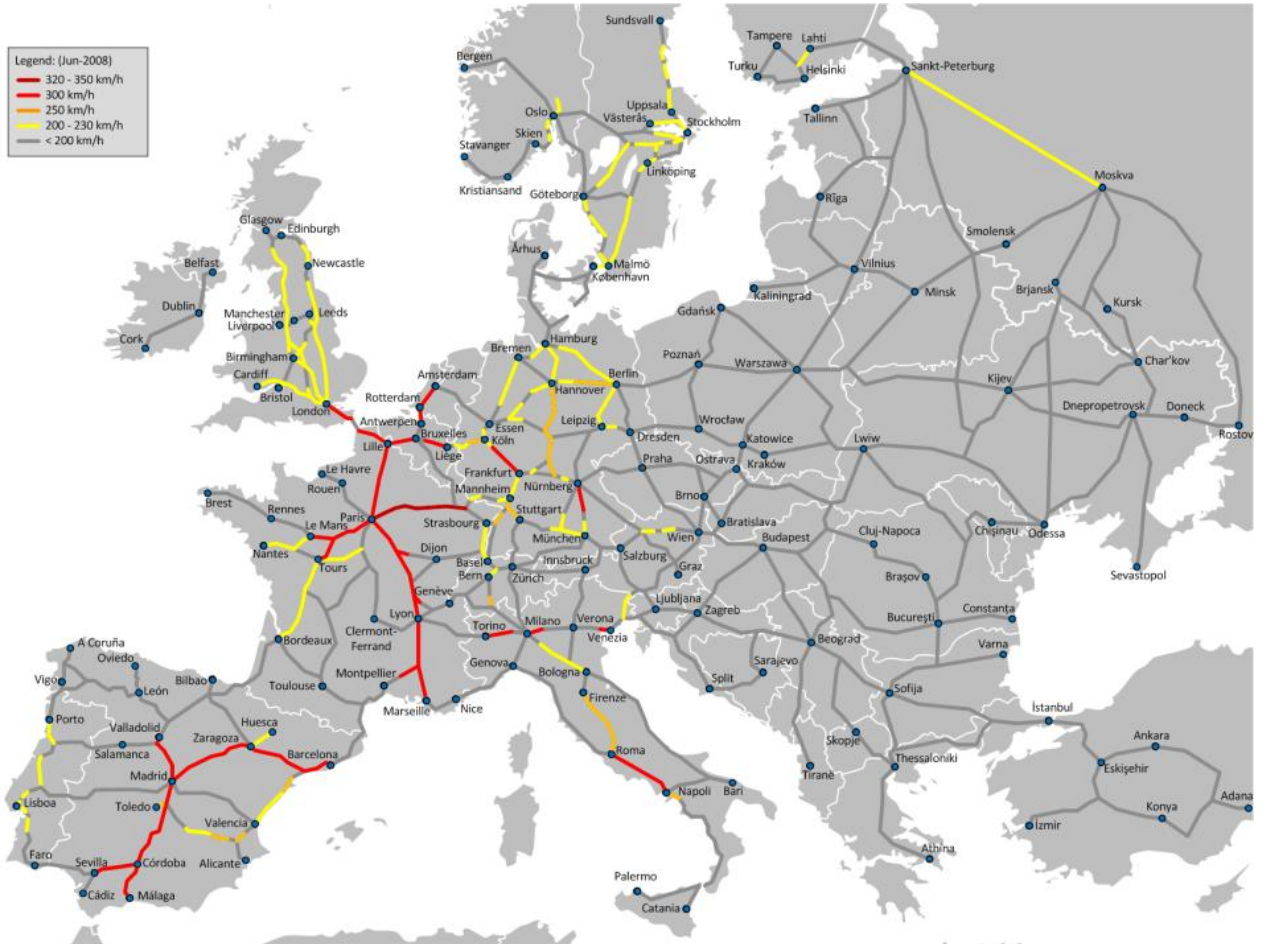 Sundsvall
Tampere
Lahti
Bergen
Legend: (Jun-2008)
320 - 350 km/h
300 km/h
250 km/h
200 - 230 km/h
< 200 km/h
Turku
Helsinki
Sankt-Peterburg
Oslo
Uppsala
Västerås
Stockholm
Tallinn
Skien
Stavanger
Linköping
Kristiansand
Göteborg
Moskva
Rīga
Glasgow
Edinburgh
Smolensk
Århus
Belfast
Newcastle
Malmö
København
Vilnius
Kaliningrad
Minsk
Brjansk
Dublin
Manchester
Leeds
Liverpool
Gdańsk
Kursk
Cork
Hamburg
Bremen
Birmingham
Poznań
Warszawa
Char'kov
Cardiff
Amsterdam
Berlin
Bristol
Hannover
Kijev
London
Rotterdam
Antwerpen
Essen
Leipzig
Wrocław
Dnepropetrovsk
Doneck
Bruxelles
Köln
Dresden
Katowice
Lwiw
Rostov
Lille
Liège
Praha
Ostrava
Kraków
Le Havre
Frankfurt
Rouen
Mannheim
Nürnberg
Brest
Brno
Rennes
Paris
Stuttgart
Le Mans
Strasbourg
Bratislava
Nantes
München
Wien
Cluj-Napoca
Chişinau
Odessa
Dijon
Budapest
Tours
Basel
Salzburg
Bern
Zürich
Innsbruck
Graz
Sevastopol
Genève
Braşov
Ljubljana
Zagreb
Lyon
Torino
Milano
Verona
Bucureşti
Constanţa
Clermont-
Ferrand
Venezia
Bordeaux
Beograd
Varna
A Coruña
Oviedo
Genova
Bologna
Sarajevo
Vigo
Bilbao
Montpellier
León
Toulouse
Split
Sofija
Marseille
Nice
Firenze
Porto
Valladolid
Huesca
İstanbul
Zaragoza
Skopje
Ankara
Salamanca
Barcelona
Roma
Tiranë
Thessaloniki
Eskişehir
Madrid
Lisboa
Toledo
Napoli
Bari
Adana
Konya
Valencia
İzmir
Faro
Sevilla
Córdoba
Alicante
Athína
Cádiz
Málaga
Palermo
Catania